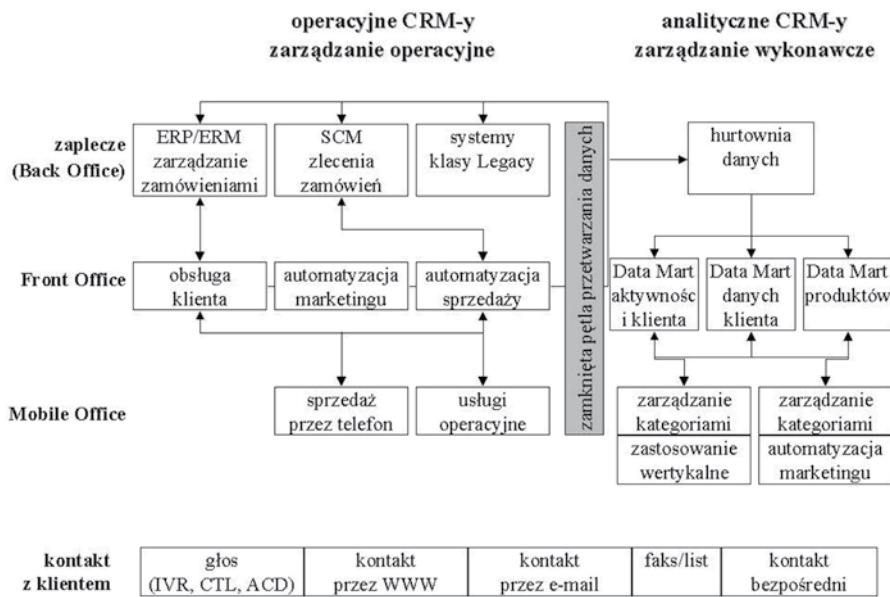 operacyjne CRM-y
zarządzanie operacyjne
analityczne CRM-y
zarządzanie wykonawcze
zaplecze
(Back Office)
ERP/ERM
zarządzanie
zamówieniami
SCM
zlecenia
zamówień
systemy
klasy Legacy
zamknięta pętla przetwarzania danych
hurtownia
danych
Front Office
obsługa
klienta
automatyzacja
marketingu
automatyzacja
sprzedaży
Data Mart
aktywnośc
i klienta
Data Mart
danych
klienta
Data Mart
produktów
Mobile Office
sprzedaż
przez telefon
usługi
operacyjne
zarządzanie
kategoriami
zastosowanie
wertykalne
zarządzanie
kategoriami
automatyzacja
marketingu
kontakt
z klientem
głos
(IVR, CTL, ACD)
kontakt
przez WWW
kontakt
przez e-mail
faks/list
kontakt
bezpośredni